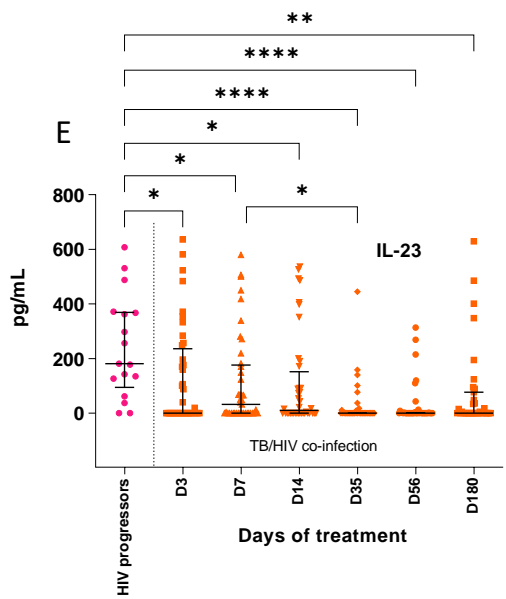 **
****
****
E
*
*
*
*
800
IL-23
600
pg/mL
400
200
0
TB/HIV co-infection
HIV progressors
D3
D7
D14
D35
D56
D180
Days of treatment